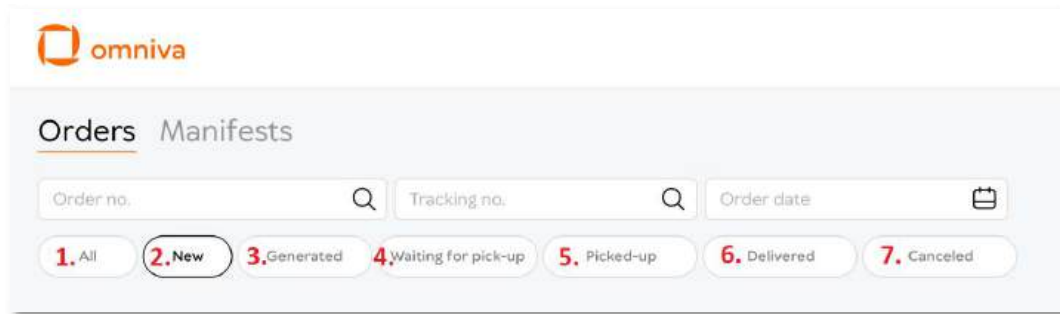 omniva
Orders Manifests
Order no. Tracking no. Order date
1. All 2. New 3. Generated 4. Waiting for pick-up 5. Picked-up 6. Delivered 7. Canceled